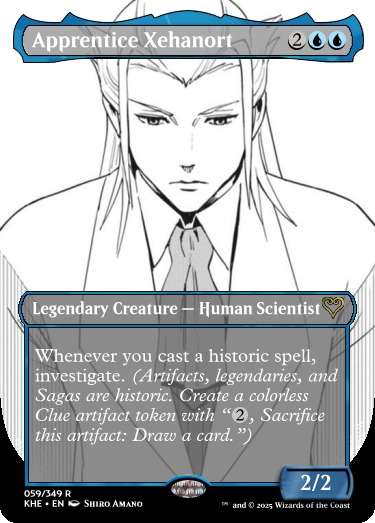 Apprentice Xehanort 2
Legendary Creature — Human Scientist
Whenever you cast a historic spell,
investigate. (Artifacts, legendaries, and
Sagas are historic. Create a colorless
Clue artifact token with “2, Sacrifice
this artifact: Draw a card.”)
2/2
059/349 R
KHE • EN Shiro Amano
™ and © 2025 Wizards of the Coast